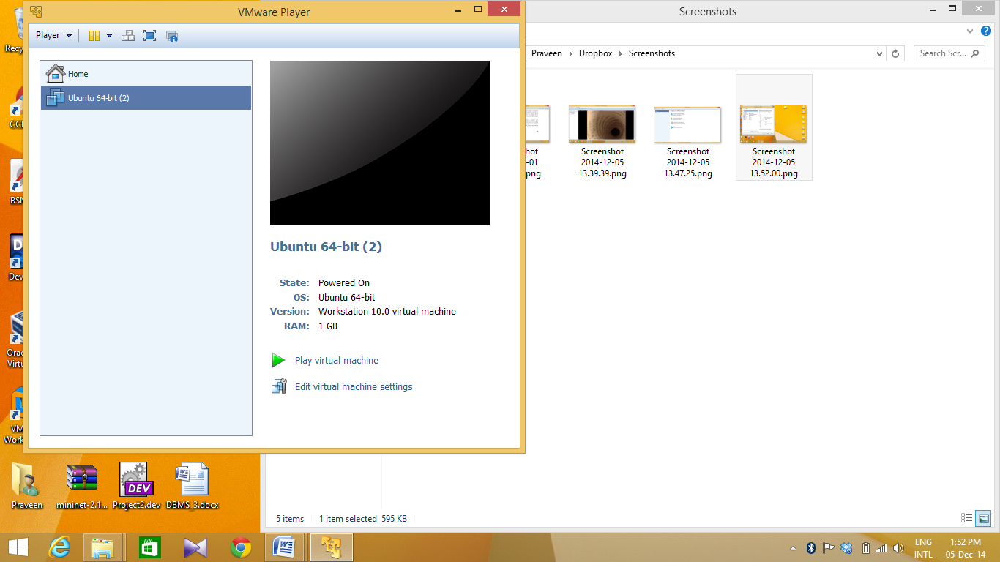 VMware Player
Player
Home
Ubuntu 64-bit (2)
Ubuntu 64-bit (2)
State: Powered On
OS: Ubuntu 64-bit
Version: Workstation 10.0 virtual machine
RAM: 1 GB
Play virtual machine
Edit virtual machine settings
Screenshots
Praveen
Dropbox
Screenshots
Search Scr...
hot
-01
png
Screenshot
2014-12-05
13.39.39.png
Screenshot
2014-12-05
13.47.25.png
Screenshot
2014-12-05
13.52.00.png
5 items
1 item selected 595 KB
Recy
CCl
BSN
D
Dev
Orac
Virtu
VM
Work
Praveen
mininet-2.1...
DEV
Project2.dev
DBMS_3.docx
ENG
INTL
1:52 PM
05-Dec-14